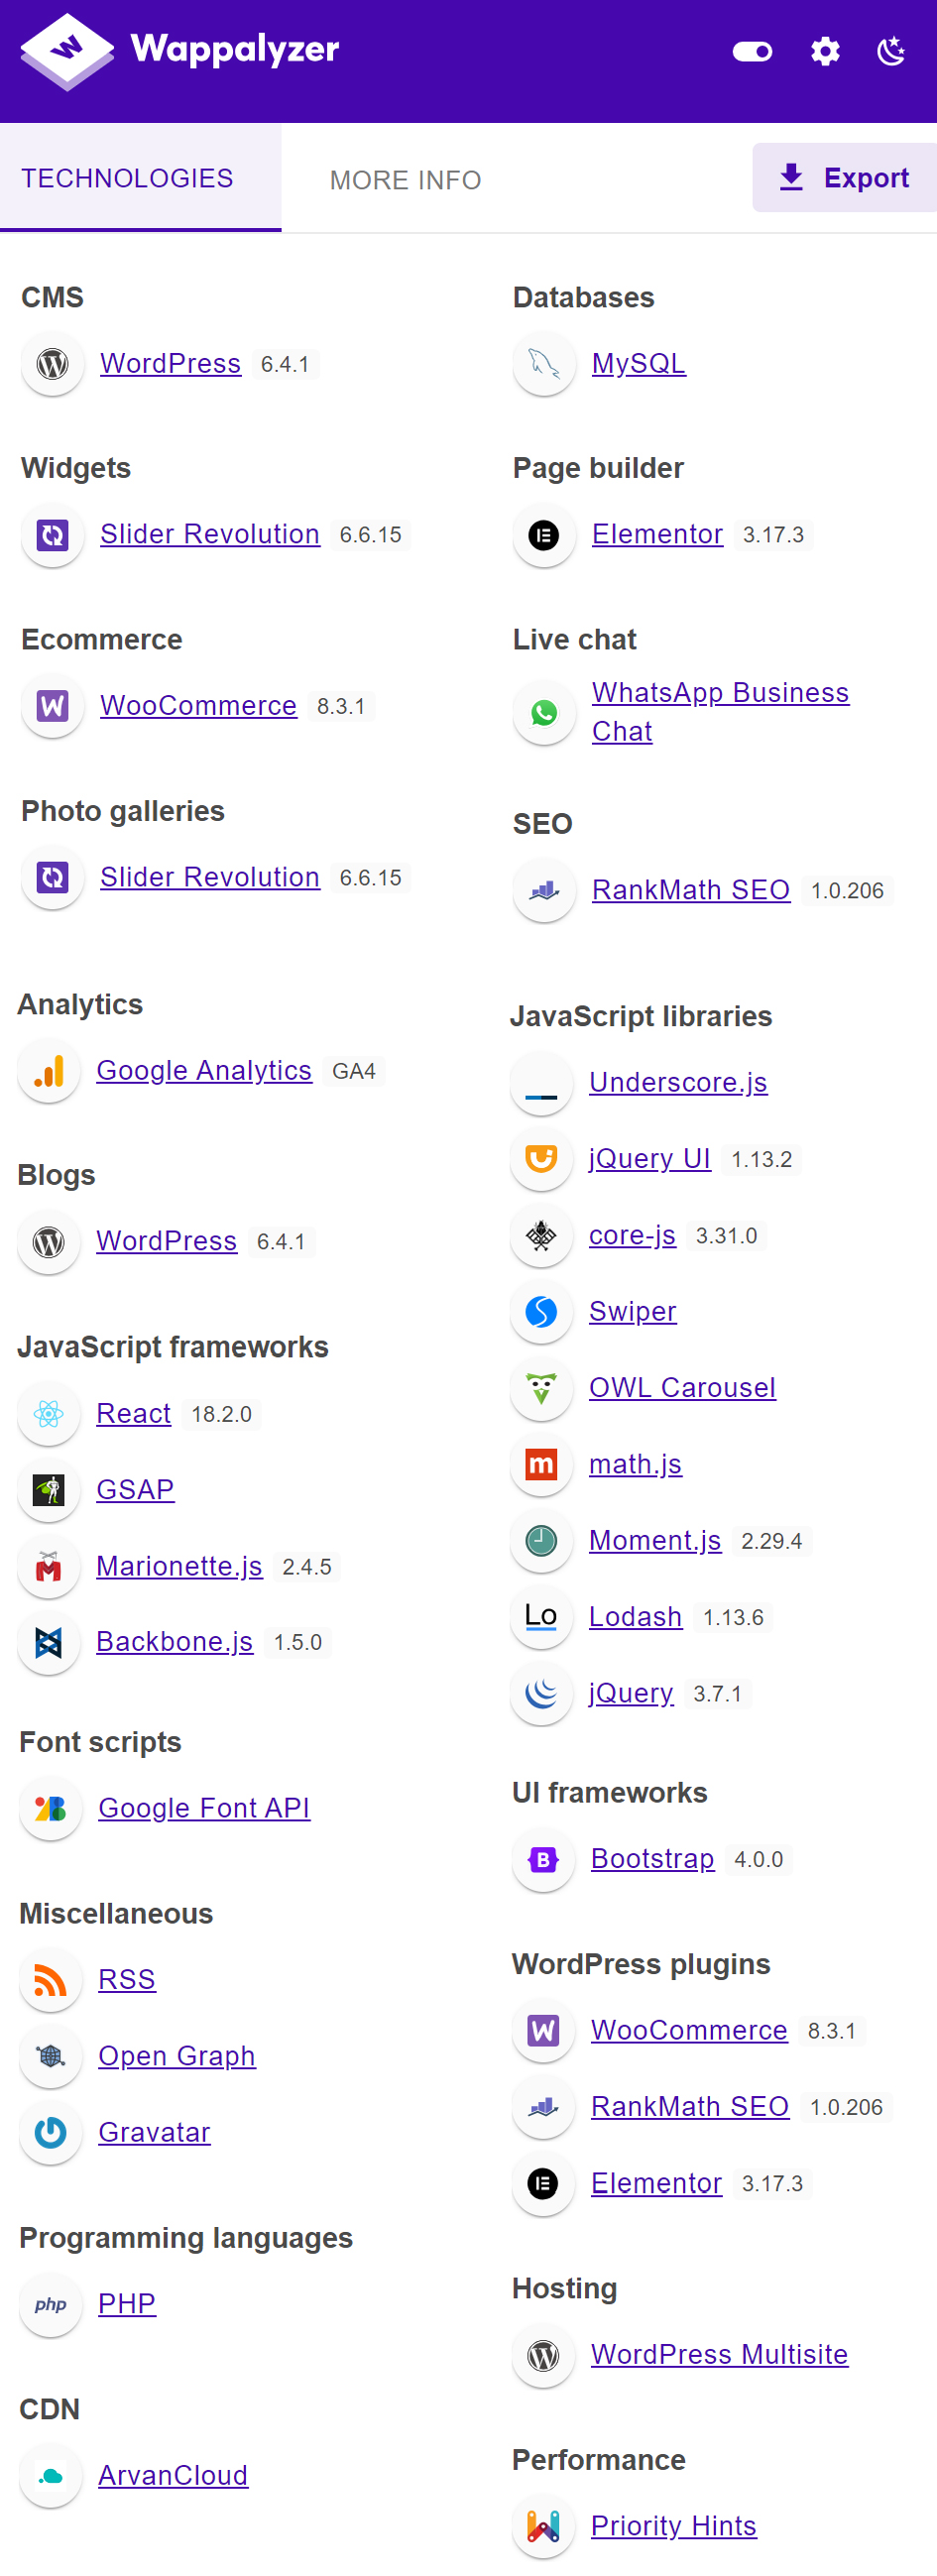 Wappalyzer
TECHNOLOGIES
MORE INFO
Export
CMS
WordPress 6.4.1
Widgets
Slider Revolution 6.6.15
Ecommerce
WooCommerce 8.3.1
Photo galleries
Slider Revolution 6.6.15
Analytics
Google Analytics GA4
Blogs
WordPress 6.4.1
JavaScript frameworks
React 18.2.0
GSAP
Marionette.js 2.4.5
Backbone.js 1.5.0
Font scripts
Google Font API
Miscellaneous
RSS
Open Graph
Gravatar
Programming languages
php PHP
CDN
ArvanCloud
Databases
MySQL
Page builder
Elementor 3.17.3
Live chat
WhatsApp Business
Chat
SEO
RankMath SEO 1.0.206
JavaScript libraries
Underscore.js
jQuery UI 1.13.2
core-js 3.31.0
Swiper
OWL Carousel
m math.js
Moment.js 2.29.4
Lo Lodash 1.13.6
jQuery 3.7.1
UI frameworks
B Bootstrap 4.0.0
WordPress plugins
WooCommerce 8.3.1
RankMath SEO 1.0.206
Elementor 3.17.3
Hosting
WordPress Multisite
Performance
Priority Hints